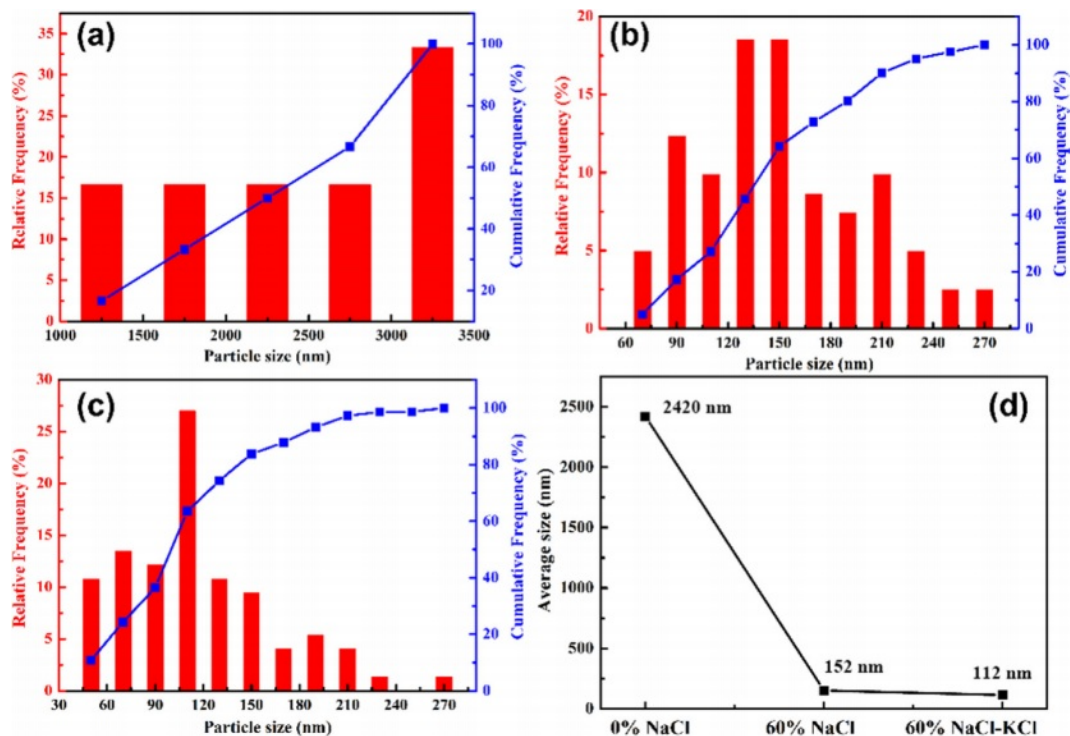 (a)
Relative Frequency (%)
35
30
25
20
15
10
5
0
100
80
60
40
20
Cumulative Frequency (%)
1000 1500 2000 2500 3000 3500
Particle size (nm)
(b)
Relative Frequency (%)
20
15
10
5
0
100
80
60
40
20
0
Cumulative Frequency (%)
60 90 120 150 180 210 240 270
Particle size (nm)
(c)
Relative Frequency (%)
30
25
20
15
10
5
0
100
80
60
40
20
0
Cumulative Frequency (%)
30 60 90 120 150 180 210 240 270
Particle size (nm)
(d)
Average size (nm)
2500
2000
1500
1000
500
0
2420 nm
152 nm
112 nm
0% NaCl 60% NaCl 60% NaCl-KCl